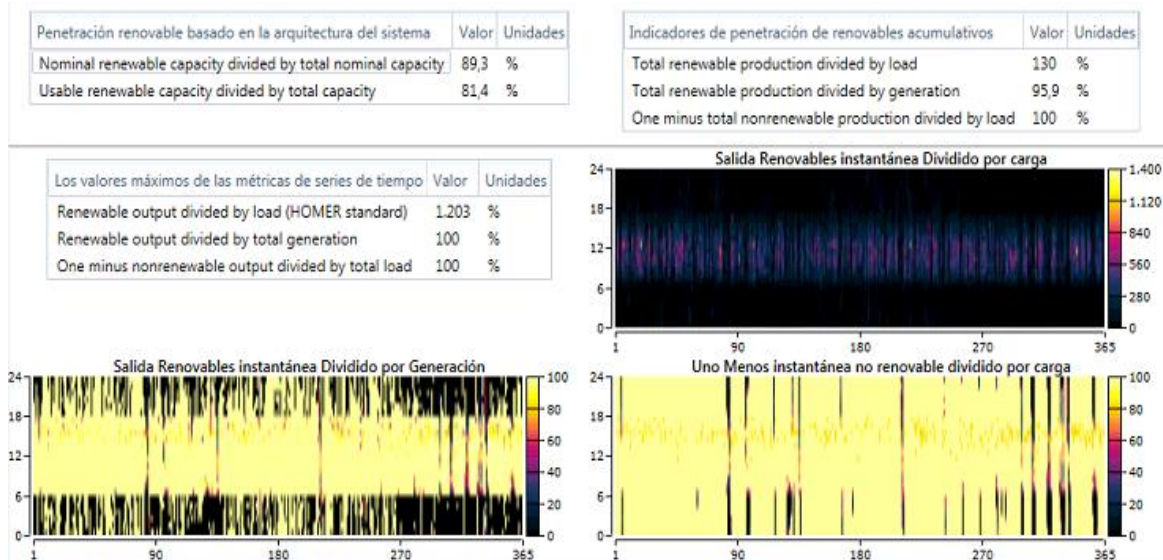 Penetración renovable basado en la arquitectura del sistema Valor Unidades
Nominal renewable capacity divided by total nominal capacity 89,3 %
Usable renewable capacity divided by total capacity 81,4 %
Indicadores de penetración de renovables acumulativos Valor Unidades
Total renewable production divided by load 130 %
Total renewable production divided by generation 95,9 %
One minus total nonrenewable production divided by load 100 %
Los valores máximos de las métricas de series de tiempo Valor Unidades
Renewable output divided by load (HOMER standard) 1.203 %
Renewable output divided by total generation 100 %
One minus nonrenewable output divided by total load 100 %
Salida Renovables instantánea Dividido por carga
24
18
12
6
0
1 90 180 270 365
1.400
1.120
840
560
280
0
Salida Renovables instantánea Dividido por Generación
24
18
12
6
0
1 90 180 270 365
100
80
60
40
20
0
Uno Menos instantánea no renovable dividido por carga
24
18
12
6
0
1 90 180 270 365
100
80
60
40
20
0